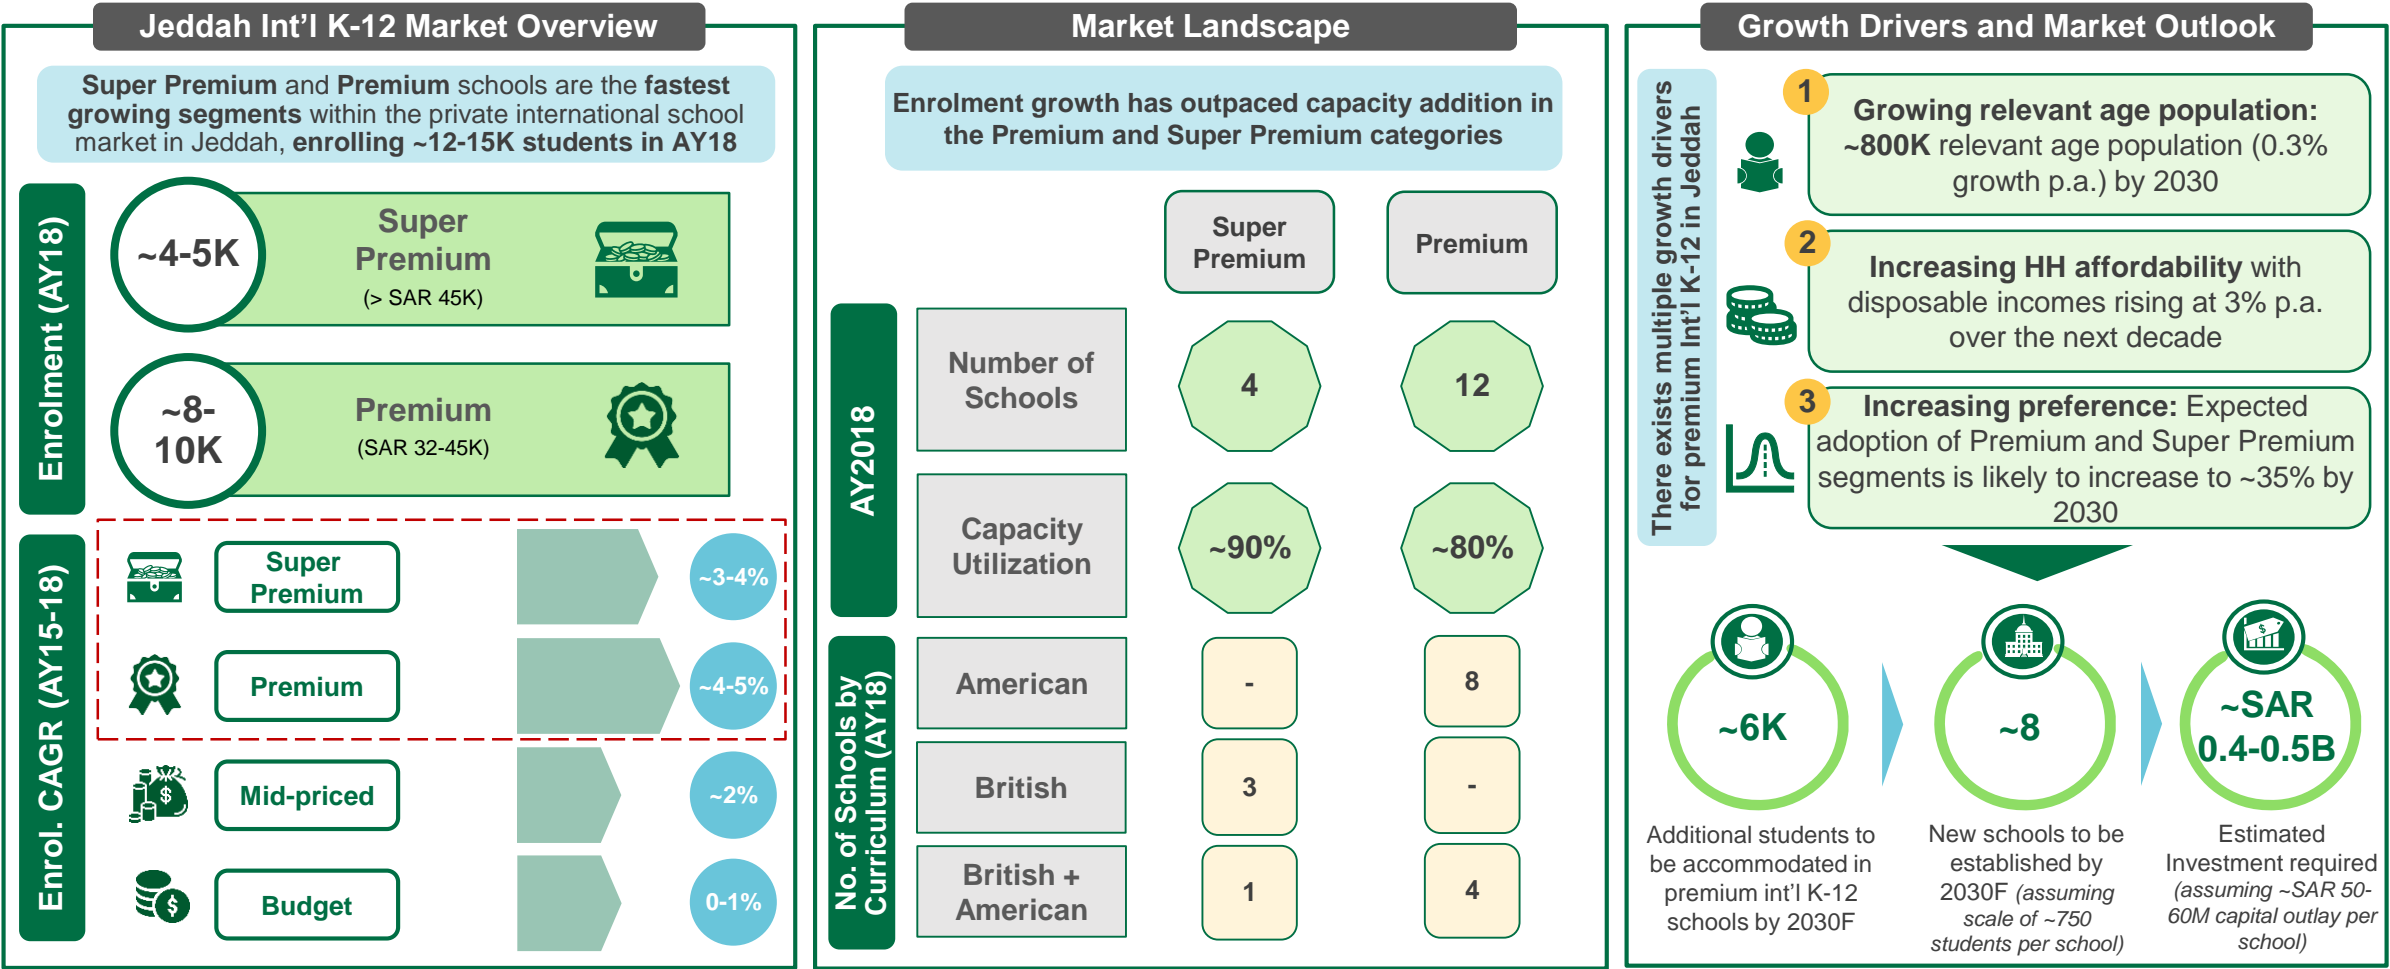 Jeddah Int'l K-12 Market Overview
Super Premium and Premium schools are the fastest
growing segments within the private international school
market in Jeddah, enrolling ~12-15K students in AY18
Enrolment (AY18)
~4-5K
Super
Premium
(> SAR 45K)
~8-
10K
Premium
(SAR 32-45K)
Enrol. CAGR (AY15-18)
Super
Premium
~3-4%
Premium
~4-5%
Mid-priced
~2%
Budget
0-1%
Market Landscape
Enrolment growth has outpaced capacity addition in
the Premium and Super Premium categories
Super
Premium
Premium
AY2018
Number of
Schools
4
12
Capacity
Utilization
~90%
~80%
No. of Schools by
Curriculum (AY18)
American
-
8
British
3
-
British +
American
1
4
Growth Drivers and Market Outlook
There exists multiple growth drivers
for premium Int'l K-12 in Jeddah
1
Growing relevant age population:
~800K relevant age population (0.3%
growth p.a.) by 2030
2
Increasing HH affordability with
disposable incomes rising at 3% p.a.
over the next decade
3
Increasing preference: Expected
adoption of Premium and Super Premium
segments is likely to increase to ~35% by
2030
~6K
Additional students to
be accommodated in
premium int'l K-12
schools by 2030F
~8
New schools to be
established by
2030F (assuming
scale of ~750
students per school)
~SAR
0.4-0.5B
Estimated
Investment required
(assuming ~SAR 50-
60M capital outlay per
school)